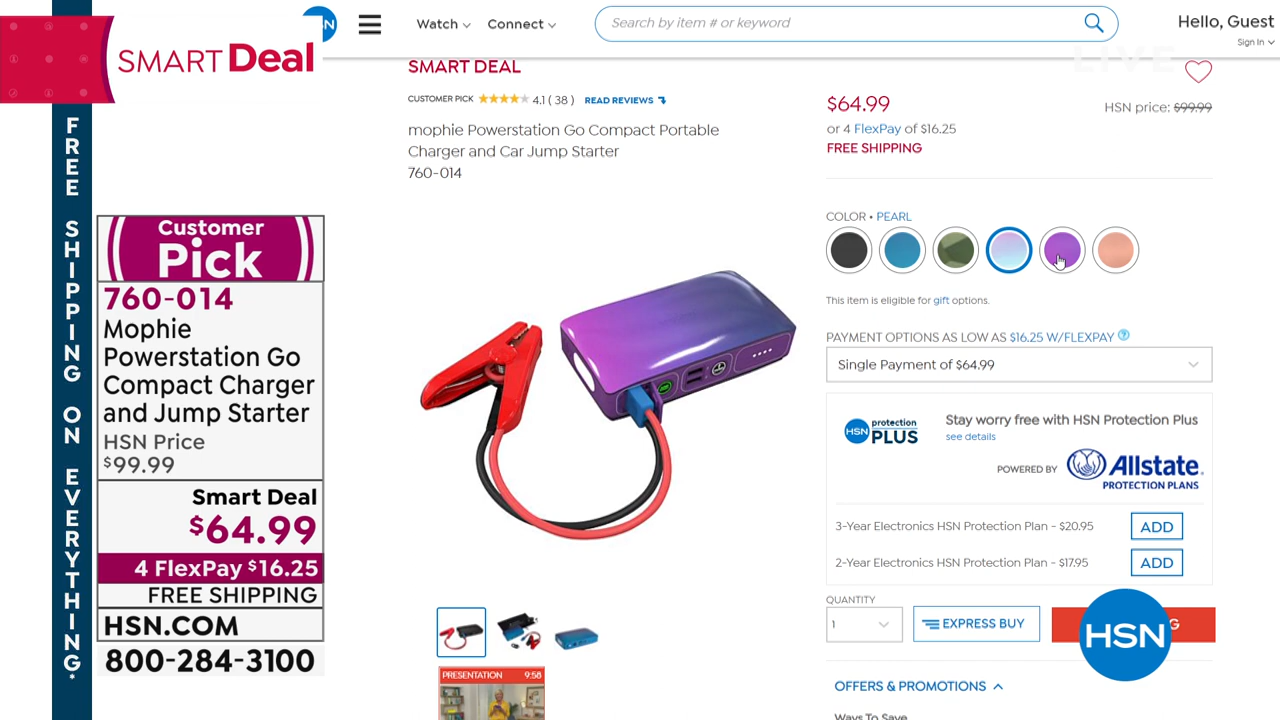 SMART Deal
FREE SHIPPING ON EVERYTHING*
Customer
Pick
760-014
Mophie
Powerstation Go
Compact Charger
and Jump Starter
HSN Price
$99.99
Smart Deal
$64.99
4 FlexPay $16.25
FREE SHIPPING
HSN.COM
800-284-3100
N
Watch
Connect
Search by item # or keyword
Hello, Guest
Sign In
LIVE
SMART DEAL
CUSTOMER PICK 4.1 ( 38 ) READ REVIEWS
mophie Powerstation Go Compact Portable
Charger and Car Jump Starter
760-014
PRESENTATION 9:58
$64.99
HSN price: $99.99
or 4 FlexPay of $16.25
FREE SHIPPING
COLOR • PEARL
This item is eligible for gift options.
PAYMENT OPTIONS AS LOW AS $16.25 W/FLEXPAY ?
Single Payment of $64.99
HSN protection PLUS
Stay worry free with HSN Protection Plus
see details
POWERED BY Allstate.
PROTECTION PLANS
3-Year Electronics HSN Protection Plan - $20.95 ADD
2-Year Electronics HSN Protection Plan - $17.95 ADD
QUANTITY
1
EXPRESS BUY
G
HSN
OFFERS & PROMOTIONS
Ways To Save